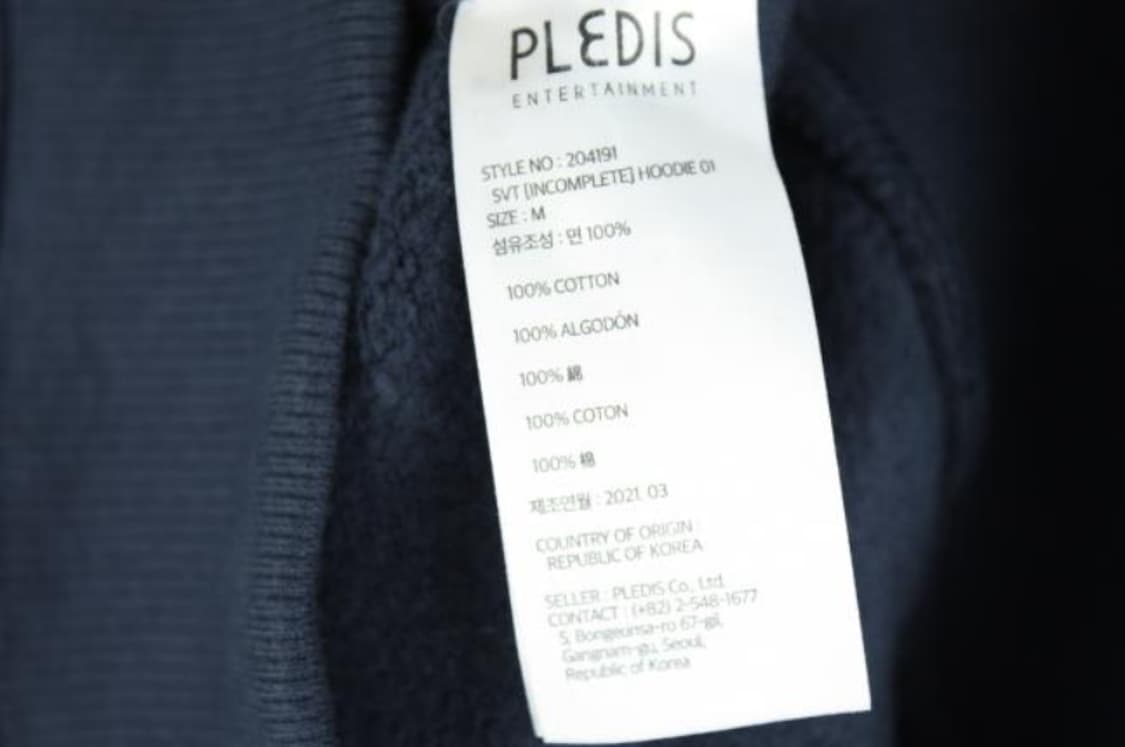 PLEDIS
ENTERTAINMENT
STYLE NO : 204191
SVT [INCOMPLETE] HOODIE 01
SIZE : M
섬유조성 : 면 100%
100% COTTON
100% ALGODÓN
100% 綿
100% COTON
100% 棉
제조연월 : 2021. 03
COUNTRY OF ORIGIN :
REPUBLIC OF KOREA
SELLER : PLEDIS Co., Ltd.
CONTACT : (+82) 2-548-1677
5, Bongeunsa-ro 67-gil,
Gangnam-gu, Seoul,
Republic of Korea